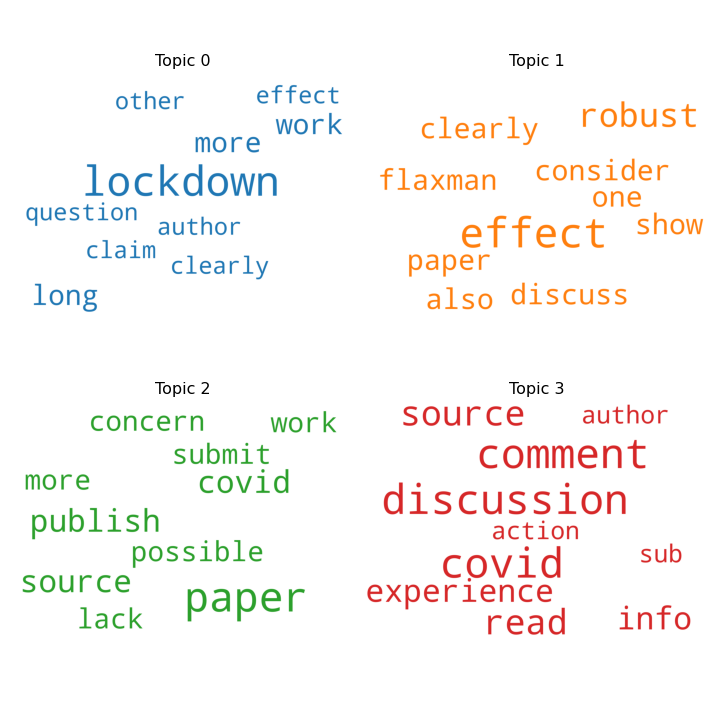 Topic 0
other
effect
work
more
lockdown
question
author
claim
clearly
long
Topic 1
robust
clearly
consider
flaxman
one
show
effect
paper
also
discuss
Topic 2
concern
work
submit
more
covid
publish
possible
source
paper
lack
Topic 3
source
author
comment
discussion
action
sub
covid
experience
read
info